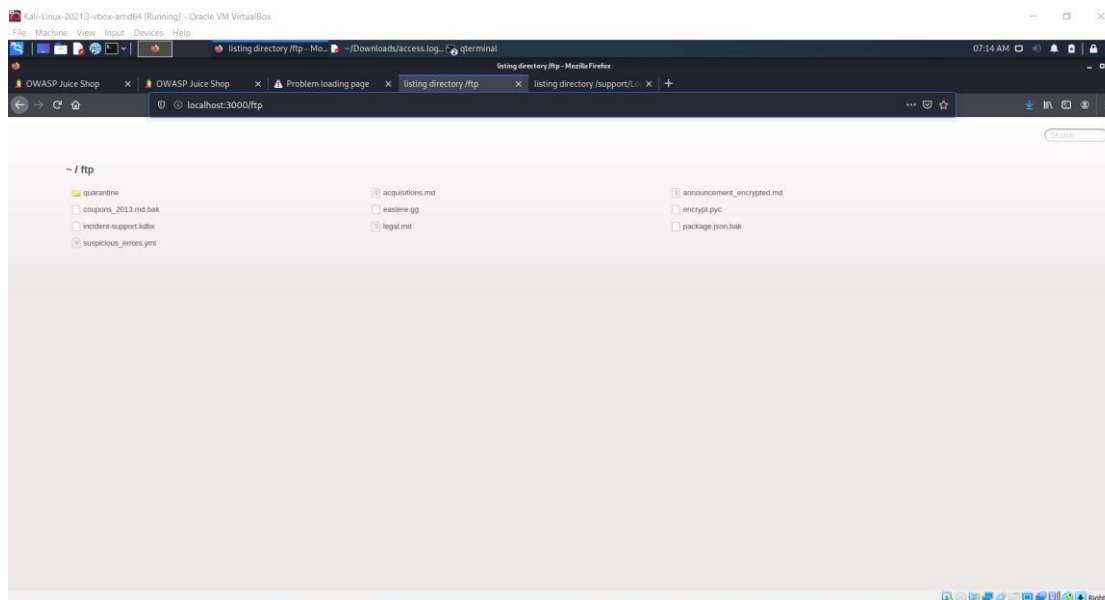 Kali-Linux-2021.3-vbox-amd64 [Running] - Oracle VM VirtualBox
File Machine View Input Devices Help
listing directory /ftp - Mo... ~/Downloads/access.log... qterminal 07:14 AM
listing directory /ftp - Mozilla Firefox
OWASP Juice Shop OWASP Juice Shop Problem loading page listing directory /ftp listing directory /support/Lo
localhost:3000/ftp
Search
~ / ftp
quarantine acquisitions.md announcement_encrypted.md
coupons_2013.md.bak eastere.gg encrypt.pyc
incident-support.kdbx legal.md package.json.bak
suspicious_errors.yml
Right